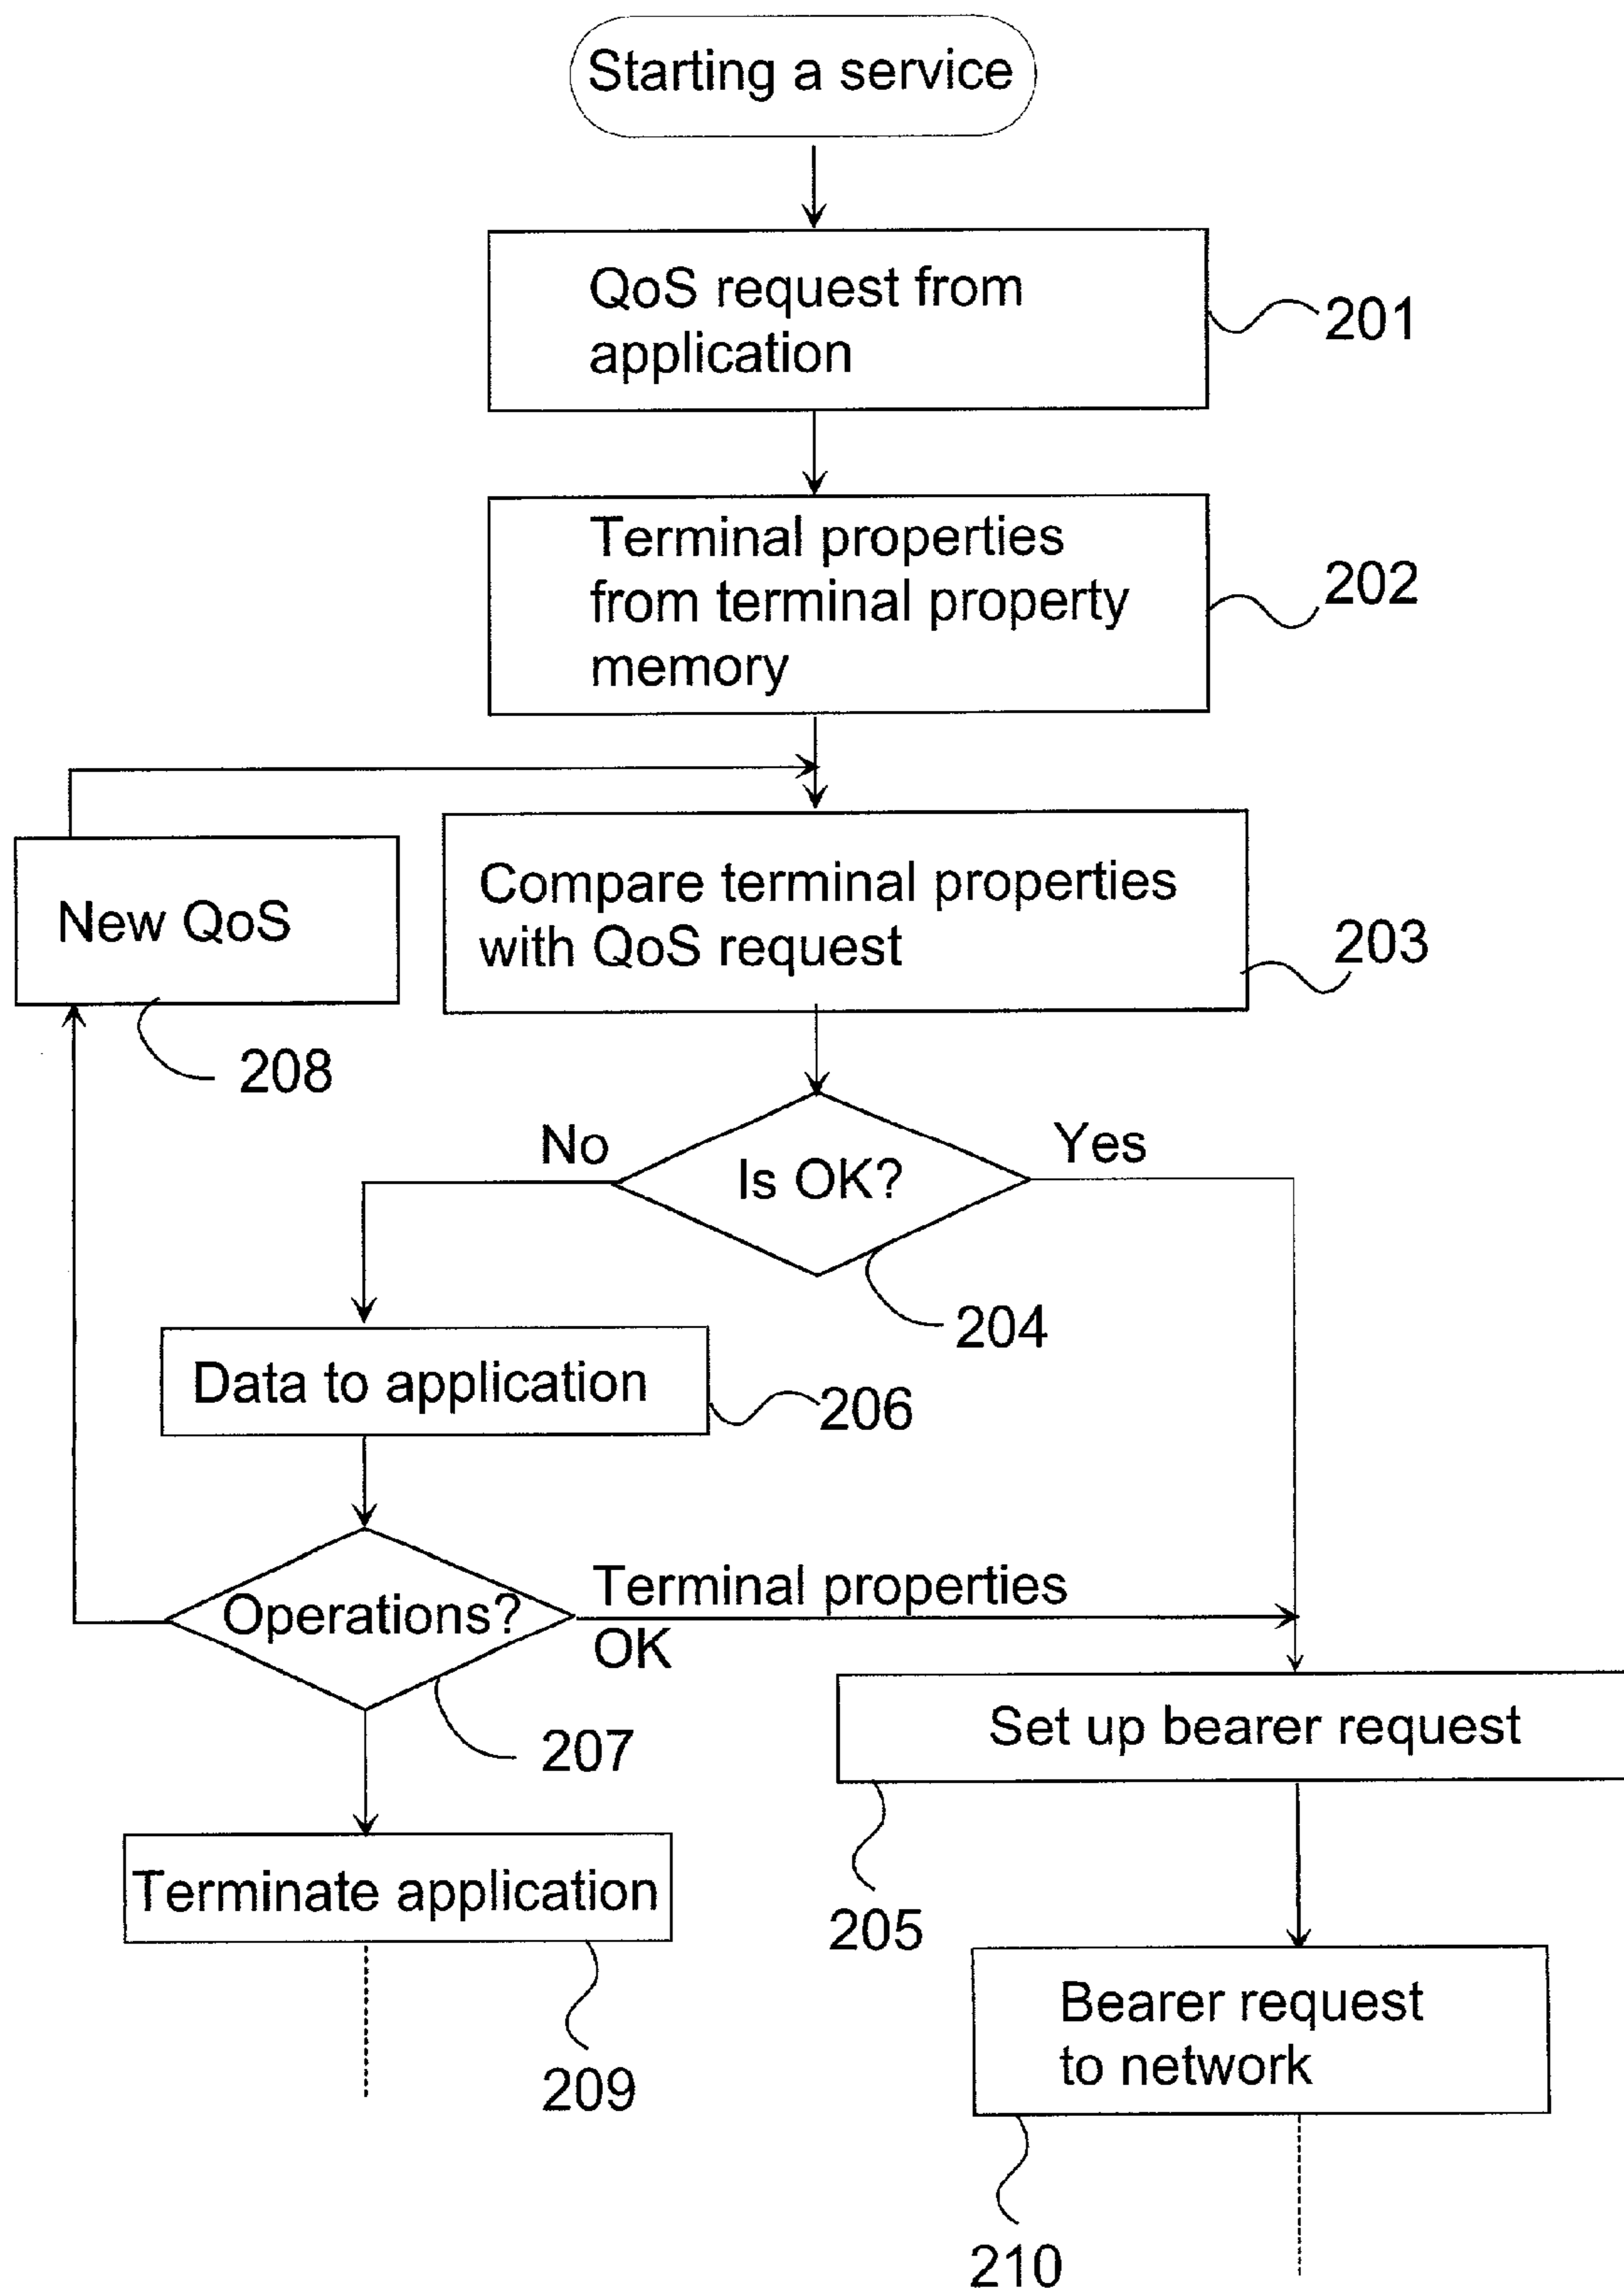 Starting a service
QoS request from
application
201
Terminal properties
from terminal property
memory
202
New QoS
208
Compare terminal properties
with QoS request
203
No
Is OK?
Yes
204
Data to application
206
Operations?
Terminal properties
OK
207
Set up bearer request
205
Terminate application
209
Bearer request
to network
210